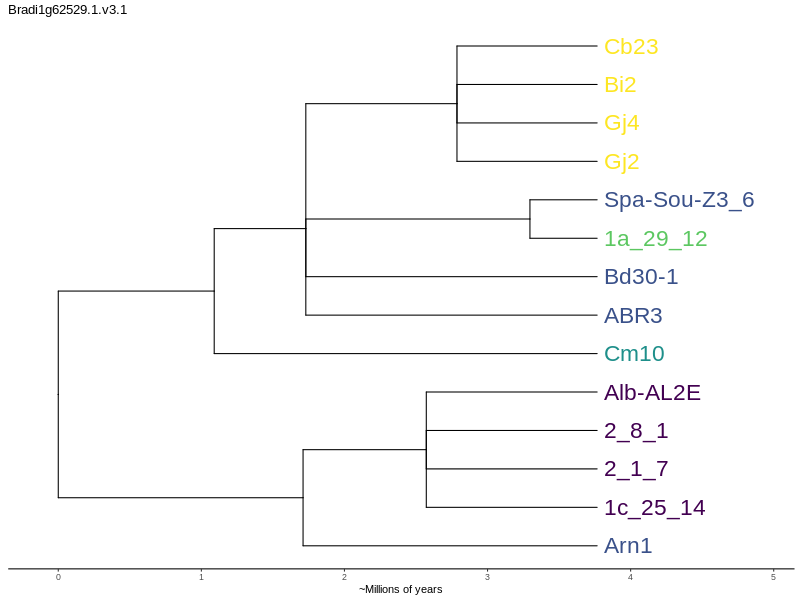 Bradi1g62529.1.v3.1
Cb23
Bi2
Gj4
Gj2
Spa-Sou-Z3_6
1a_29_12
Bd30-1
ABR3
Cm10
Alb-AL2E
2_8_1
2_1_7
1c_25_14
Arn1
0 1 2 3 4 5
~Millions of years